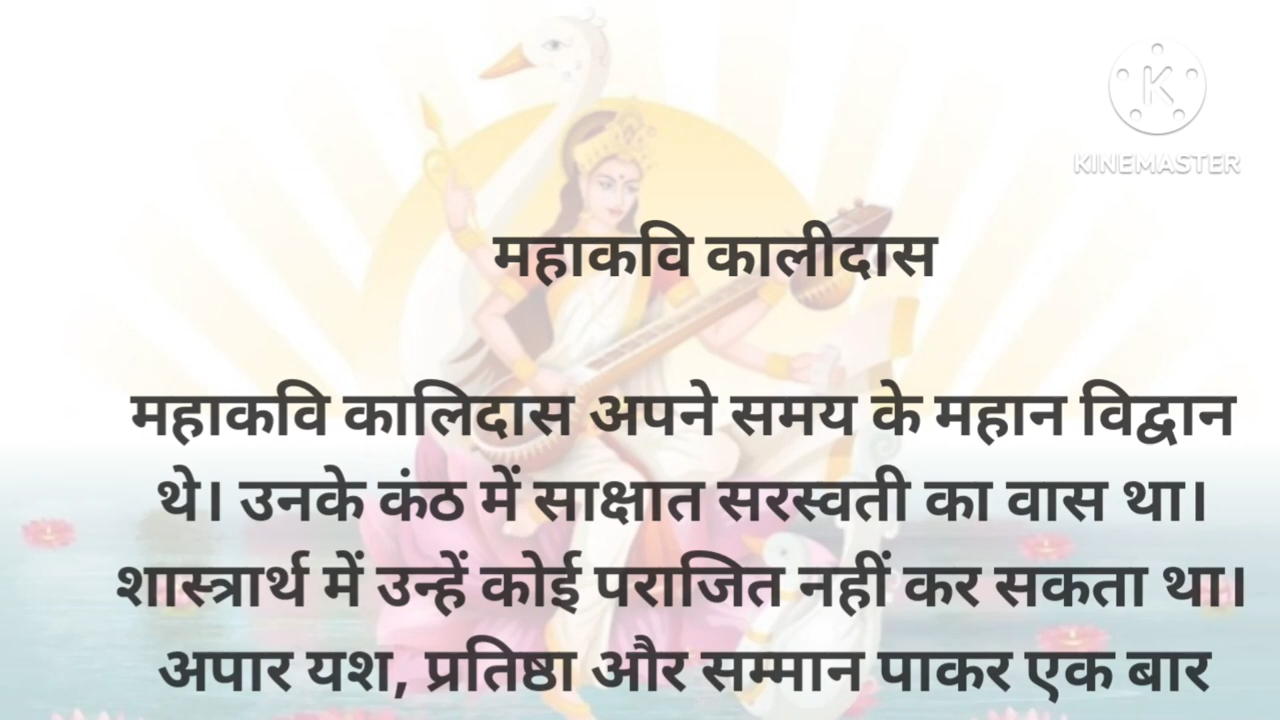 K
KINEMASTER
महाकवि कालीदास
महाकवि कालिदास अपने समय के महान विद्वान
थे। उनके कंठ में साक्षात सरस्वती का वास था।
शास्त्रार्थ में उन्हें कोई पराजित नहीं कर सकता था।
अपार यश, प्रतिष्ठा और सम्मान पाकर एक बार